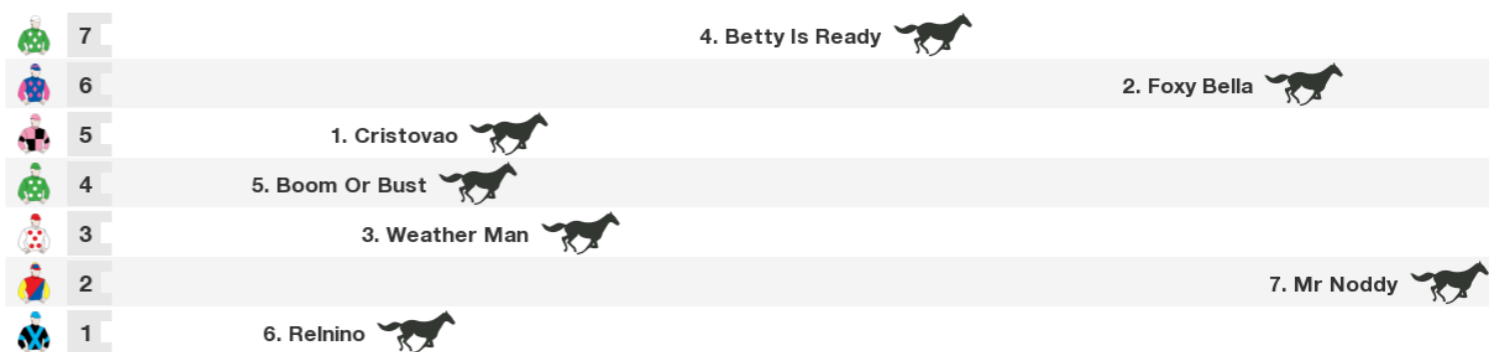 7 4. Betty Is Ready
6 2. Foxy Bella
5 1. Cristovao
4 5. Boom Or Bust
3 3. Weather Man
2 7. Mr Noddy
1 6. Relnino